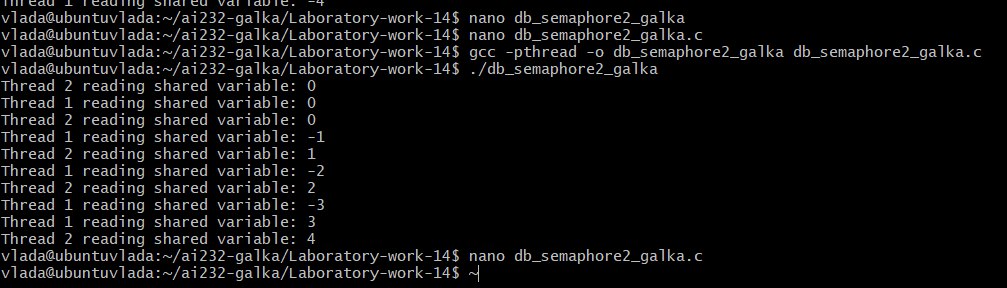 Thread 1 reading shared variable: -4
vlada@ubuntuvlada:~/ai232-galka/Laboratory-work-14$ nano db_semaphore2_galka
vlada@ubuntuvlada:~/ai232-galka/Laboratory-work-14$ nano db_semaphore2_galka.c
vlada@ubuntuvlada:~/ai232-galka/Laboratory-work-14$ gcc -pthread -o db_semaphore2_galka db_semaphore2_galka.c
vlada@ubuntuvlada:~/ai232-galka/Laboratory-work-14$ ./db_semaphore2_galka
Thread 2 reading shared variable: 0
Thread 1 reading shared variable: 0
Thread 2 reading shared variable: 0
Thread 1 reading shared variable: -1
Thread 2 reading shared variable: 1
Thread 1 reading shared variable: -2
Thread 2 reading shared variable: 2
Thread 1 reading shared variable: -3
Thread 1 reading shared variable: 3
Thread 2 reading shared variable: 4
vlada@ubuntuvlada:~/ai232-galka/Laboratory-work-14$ nano db_semaphore2_galka.c
vlada@ubuntuvlada:~/ai232-galka/Laboratory-work-14$ ~